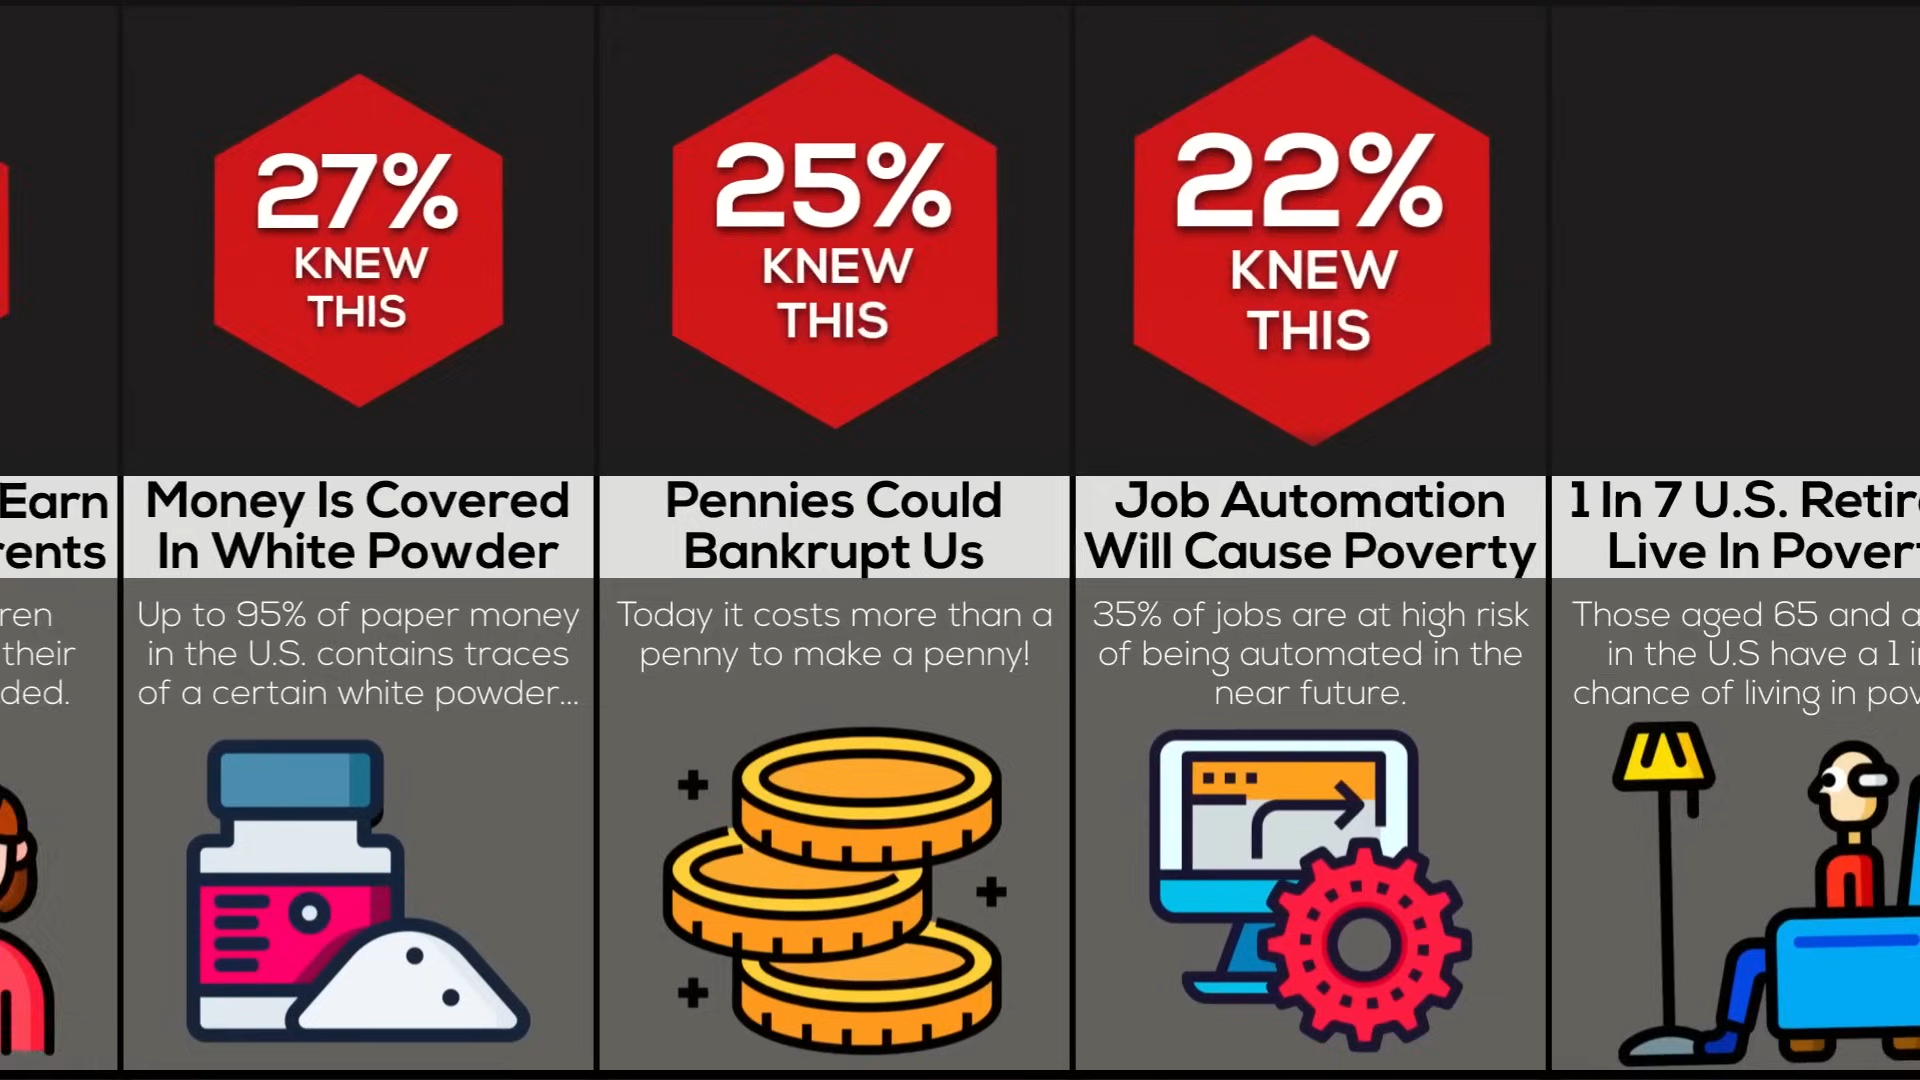 Earn
rents
ren
their
ded.
27%
KNEW
THIS
Money Is Covered
In White Powder
Up to 95% of paper money
in the U.S. contains traces
of a certain white powder...
25%
KNEW
THIS
Pennies Could
Bankrupt Us
Today it costs more than a
penny to make a penny!
22%
KNEW
THIS
Job Automation
Will Cause Poverty
35% of jobs are at high risk
of being automated in the
near future.
1 In 7 U.S. Retir
Live In Pover
Those aged 65 and a
in the U.S have a 1 i
chance of living in pov